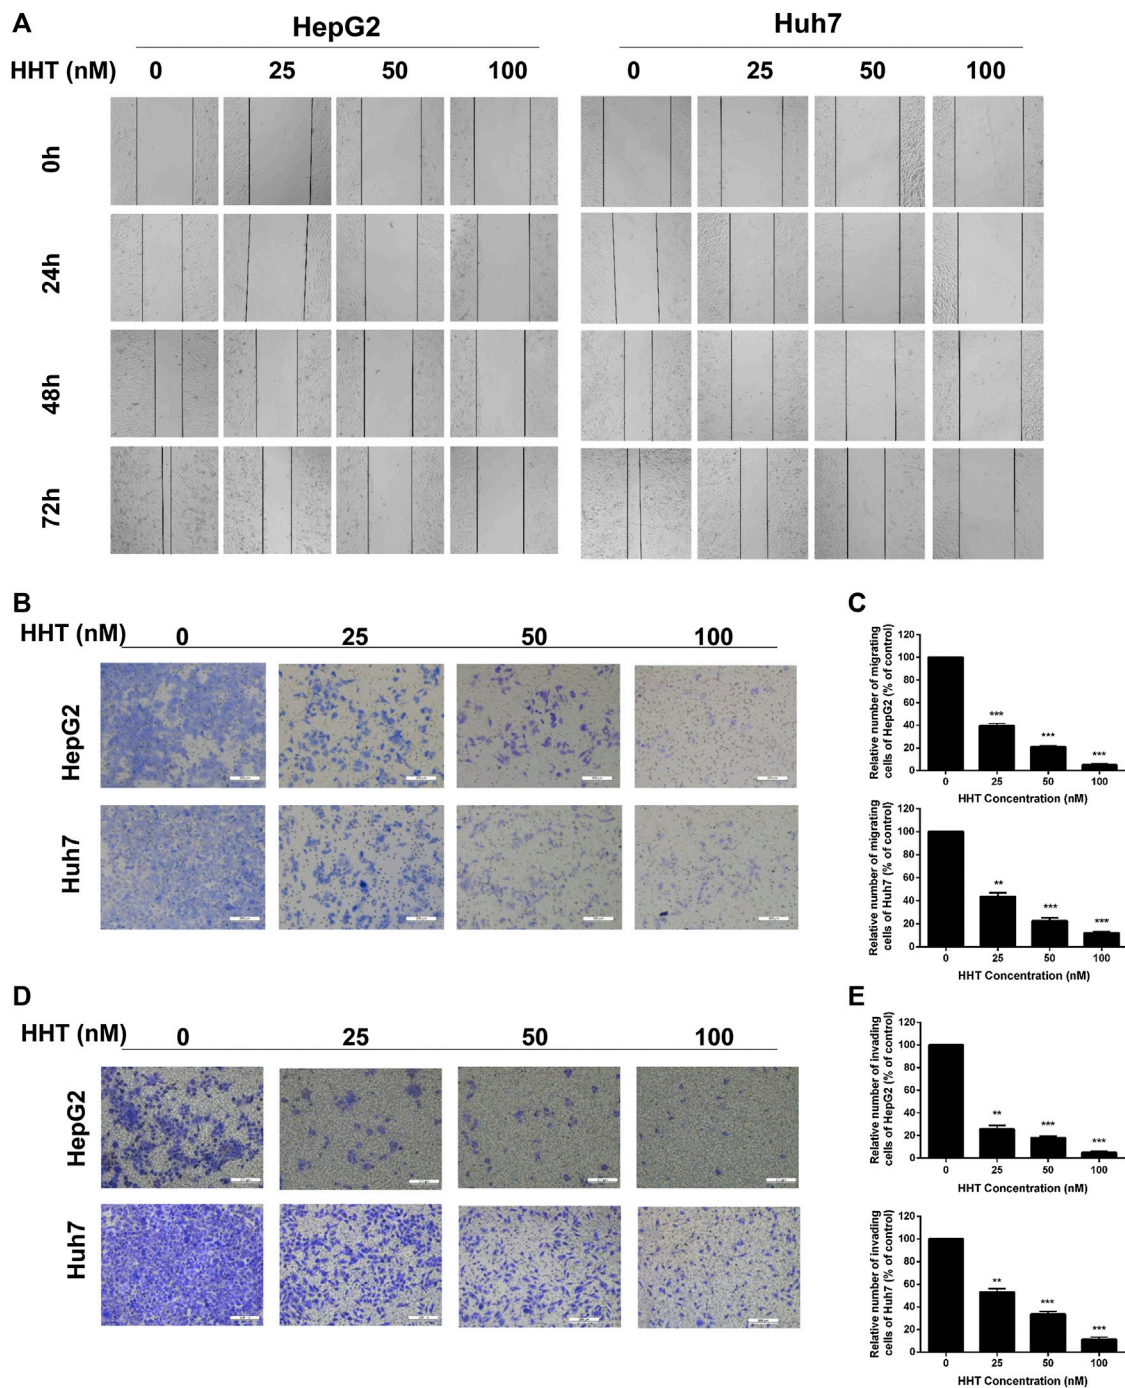 A
HepG2
Huh7
HHT (nM)
0
25
50
100
0
25
50
100
0h
24h
48h
72h
B
HHT (nM)
0
25
50
100
HepG2
Huh7
C
Relative number of migrating
cells of HepG2 (% of control)
120
100
80
60
40
20
0
***
***
***
0
25
50
100
HHT Concentration (nM)
Relative number of migrating
cells of Huh7 (% of control)
120
100
80
60
40
20
0
**
***
***
0
25
50
100
HHT Concentration (nM)
D
HHT (nM)
0
25
50
100
HepG2
Huh7
E
Relative number of invading
cells of HepG2 (% of control)
120
100
80
60
40
20
0
**
***
***
0
25
50
100
HHT Concentration (nM)
Relative number of invading
cells of Huh7 (% of control)
120
100
80
60
40
20
0
**
***
***
0
25
50
100
HHT Concentration (nM)